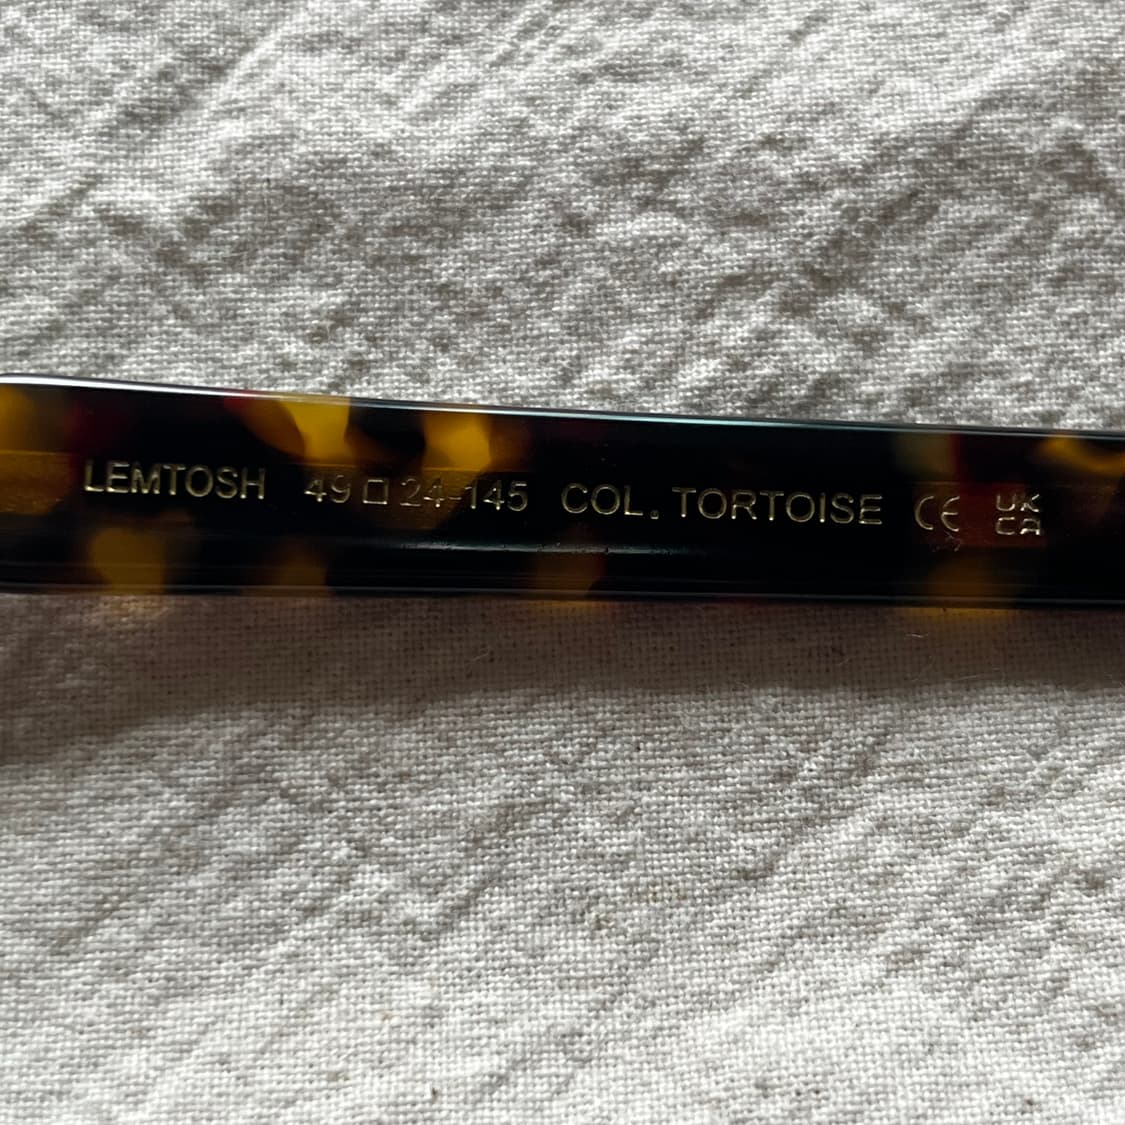 LEMTOSH 49□24-145 COL. TORTOISE CE UK CA